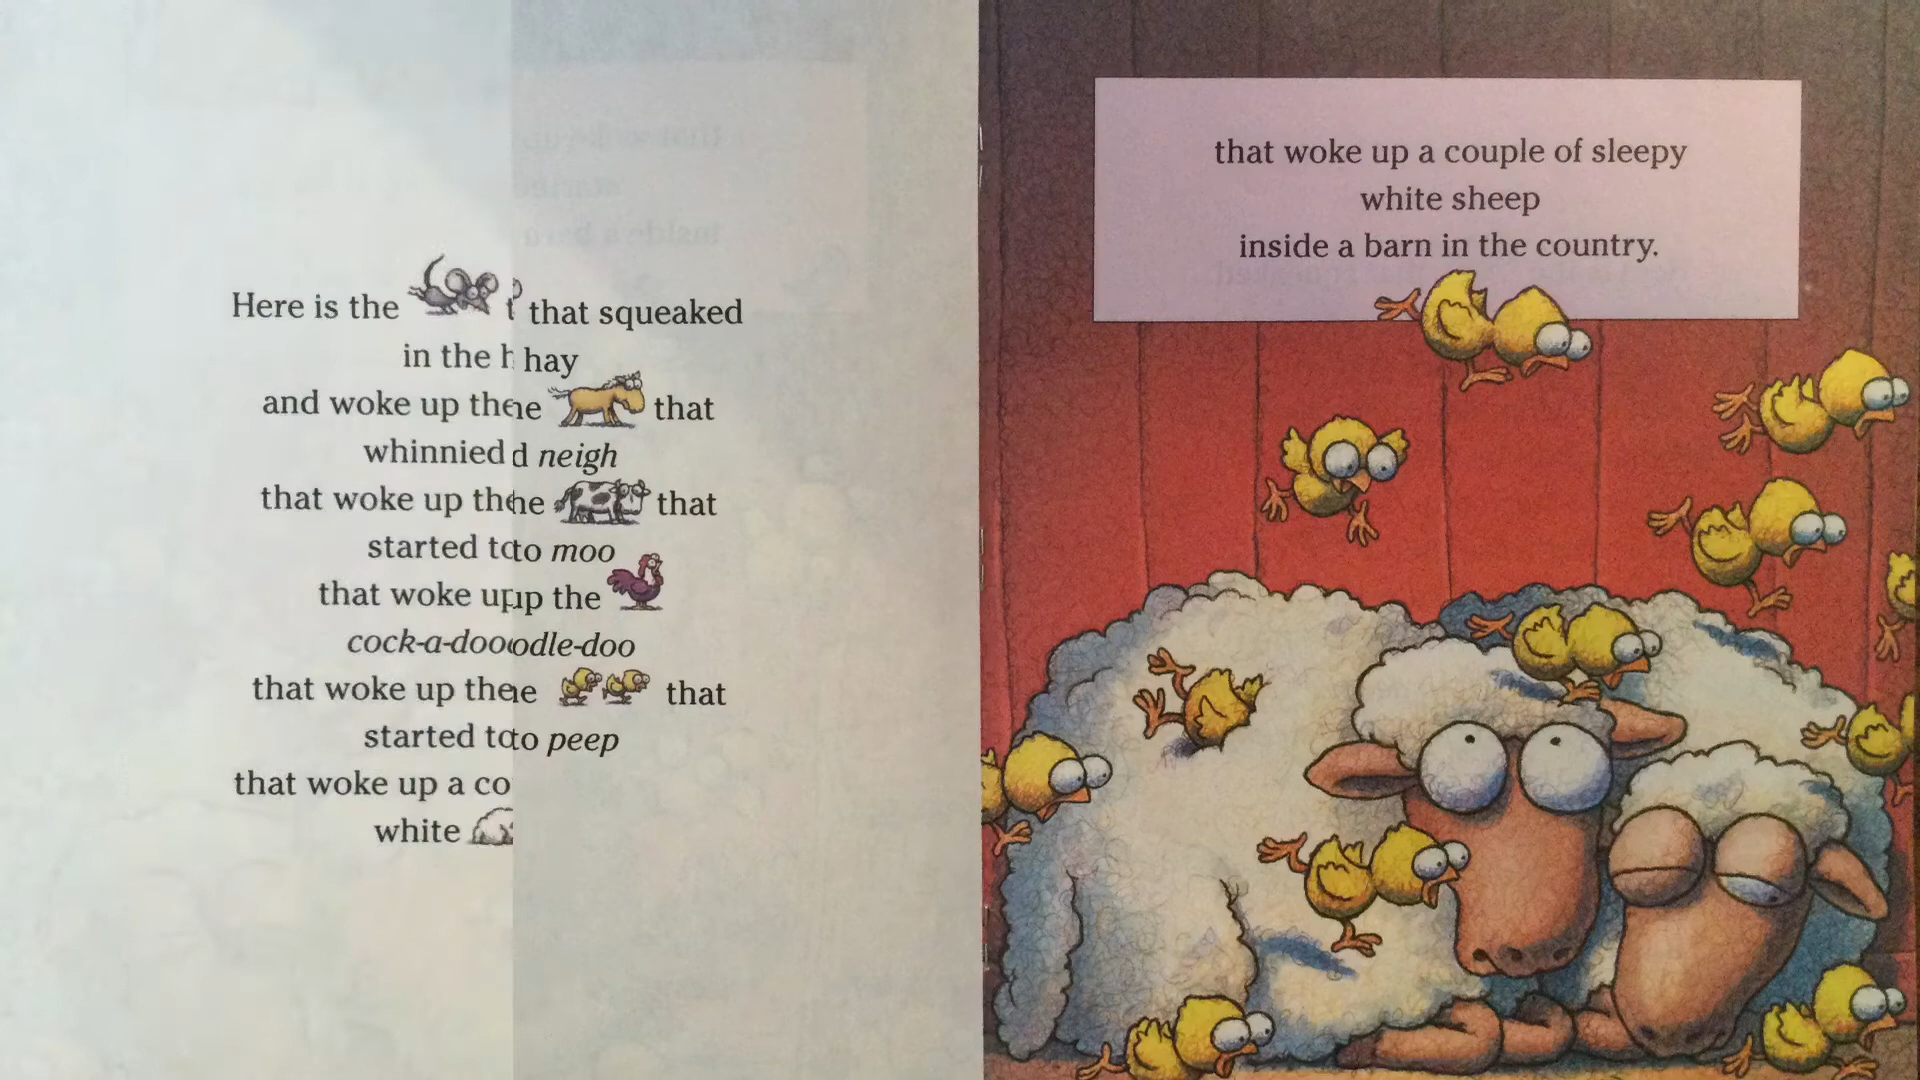 Here is the that squeaked
in the hay
and woke up the that
whinnied neigh
that woke up the that
started to moo
that woke up the
cock-a-doodle-doo
that woke up the that
started to peep
that woke up a co
white
that woke up a couple of sleepy
white sheep
inside a barn in the country.